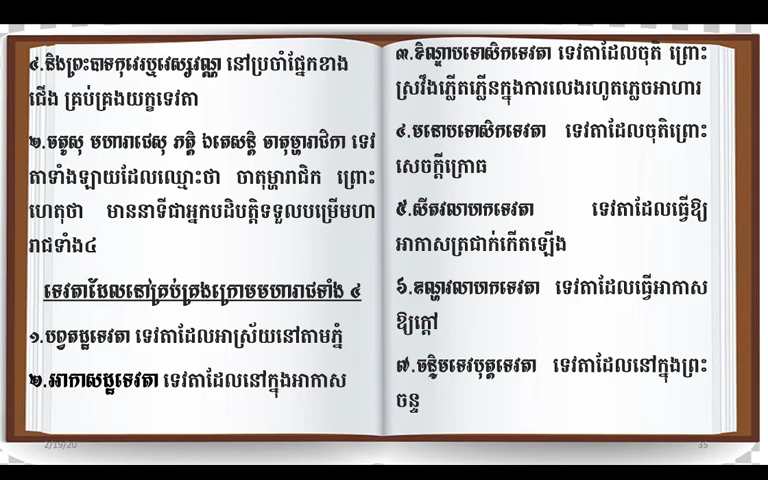 ៤.និងព្រះបាទកុវេរឬវេស្សវណ្ណ នៅប្រចាំផ្នែកខាង
ជើង គ្រប់គ្រងយក្ខទេវតា
២.ចតូសុ មហារាជេសុ ភត្តិ ឯតេសន្តិ ចាតុម្ហារាជិកា ទេវ
តាទាំងឡាយដែលឈ្មោះថា ចាតុម្ហារាជិក ព្រោះ
ហេតុថា មាននាទីជាអ្នកបដិបត្តិទទួលបម្រើមហា
រាជទាំង៤
ទេវតាដែលនៅគ្រប់គ្រងក្រោមមហារាជទាំង ៤
១.បព្វតដ្ឋទេវតា ទេវតាដែលអាស្រ័យនៅតាមភ្នំ
២.អាកាសដ្ឋទេវតា ទេវតាដែលនៅក្នុងអាកាស
2/19/20
៣.ខិណ្ឌាបទោសិកទេវតា ទេវតាដែលចុតិ ព្រោះ
ស្រវឹងភ្លើតភ្លើនក្នុងការលេងរហូតភ្លេចអាហារ
៤.មនោបទោសិកទេវតា ទេវតាដែលចុតិព្រោះ
សេចក្តីក្រោធ
៥.សីតវលាហកទេវតា ទេវតាដែលធ្វើឱ្យ
អាកាសត្រជាក់កើតឡើង
៦.ឧណ្ហវលាហកទេវតា ទេវតាដែលធ្វើអាកាស
ឱ្យក្តៅ
៧.ចន្ទិមទេវបុត្តទេវតា ទេវតាដែលនៅក្នុងព្រះ
ចន្ទ
35